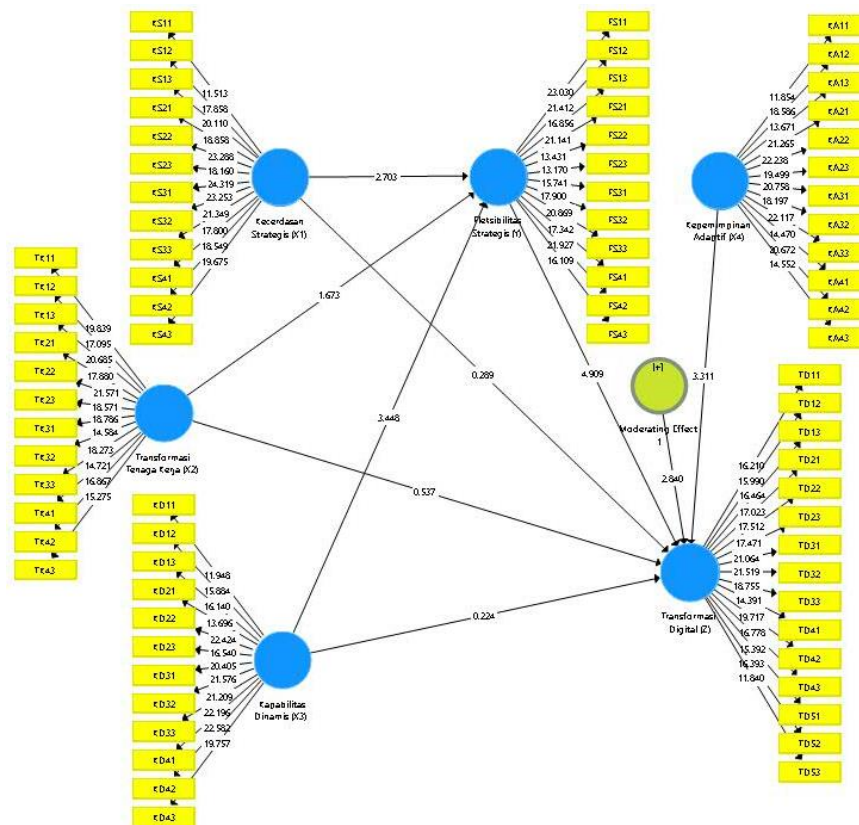 KS11
KS12
KS13
KS21
KS22
KS23
KS31
KS32
KS33
KS41
KS42
KS43
11.513
17.858
20.110
18.858
23.288
18.160
24.319
23.253
21.349
17.800
18.549
19.675
Kecerdasan
Strategis (X1)
2.703
FS11
FS12
FS13
FS21
FS22
FS23
FS31
FS32
FS33
FS41
FS42
FS43
23.030
21.412
16.856
21.141
13.431
13.170
15.741
17.900
20.869
17.342
21.927
16.109
Fleksibilitas
Strategis (Y)
KA11
KA12
KA13
KA21
KA22
KA23
KA31
KA32
KA33
KA41
KA42
KA43
11.854
18.586
13.671
21.265
22.238
19.499
20.758
18.197
22.117
14.470
20.672
14.552
Kepemimpinan
Adaptif (X4)
TK11
TK12
TK13
TK21
TK22
TK23
TK31
TK32
TK33
TK41
TK42
TK43
19.839
17.095
20.685
17.880
21.571
18.571
18.786
14.584
18.273
14.721
16.867
15.275
Transformasi
Tenaga Kerja (X2)
1.673
0.289
3.448
4.909
3.311
[+]
Moderating Effect
1
2.840
0.537
0.224
KD11
KD12
KD13
KD21
KD22
KD23
KD31
KD32
KD33
KD41
KD42
KD43
11.948
15.884
16.140
13.696
22.424
16.540
20.405
21.576
21.209
22.196
22.582
19.757
Kapabilitas
Dinamis (X3)
TD11
TD12
TD13
TD21
TD22
TD23
TD31
TD32
TD33
TD41
TD42
TD43
TD51
TD52
TD53
16.210
15.990
16.464
17.023
17.512
17.471
21.064
21.519
18.755
14.391
19.717
16.778
15.392
16.393
11.840
Transformasi
Digital (Z)